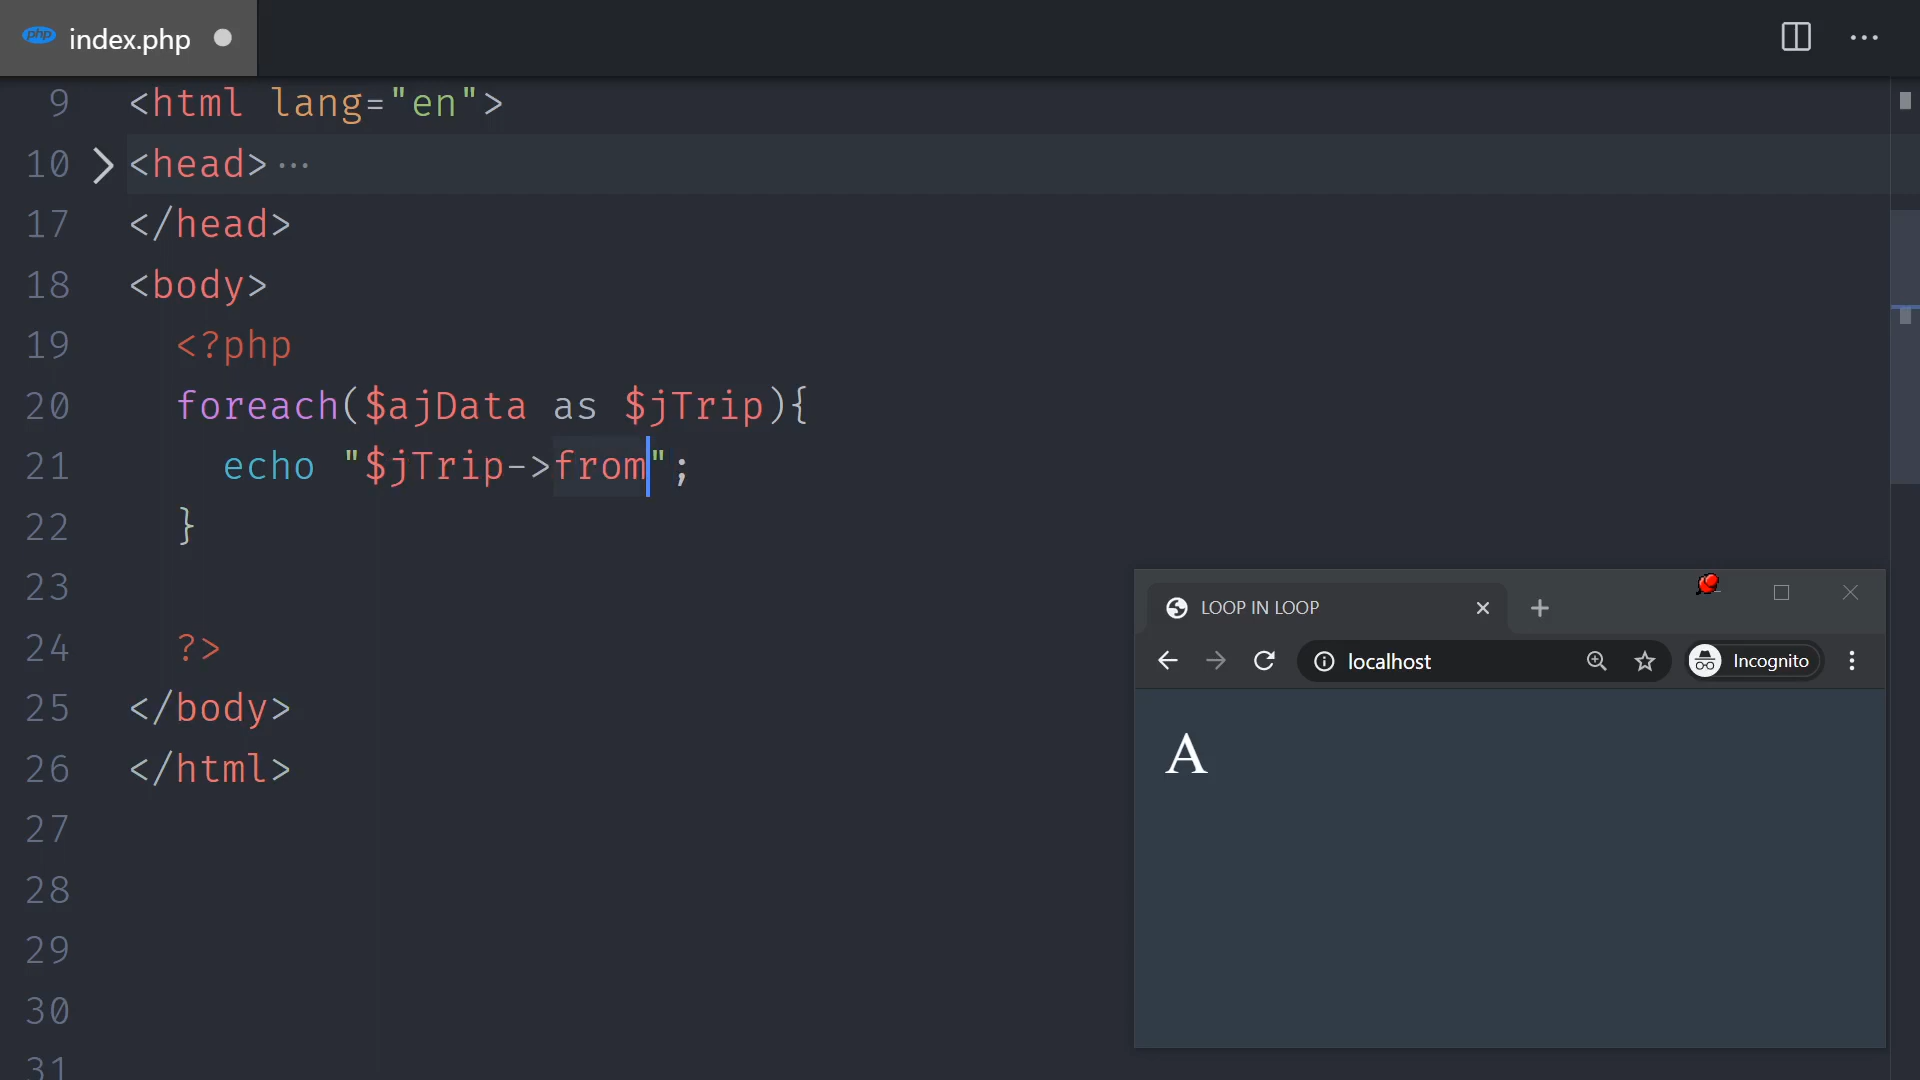 php index.php
9 <html lang="en">
10 <head>···
17 </head>
18 <body>
19 <?php
20 foreach($ajData as $jTrip){
21 echo "$jTrip->from";
22 }
23
24 ?>
25 </body>
26 </html>
27
28
29
30
31
LOOP IN LOOP
localhost
Incognito
A